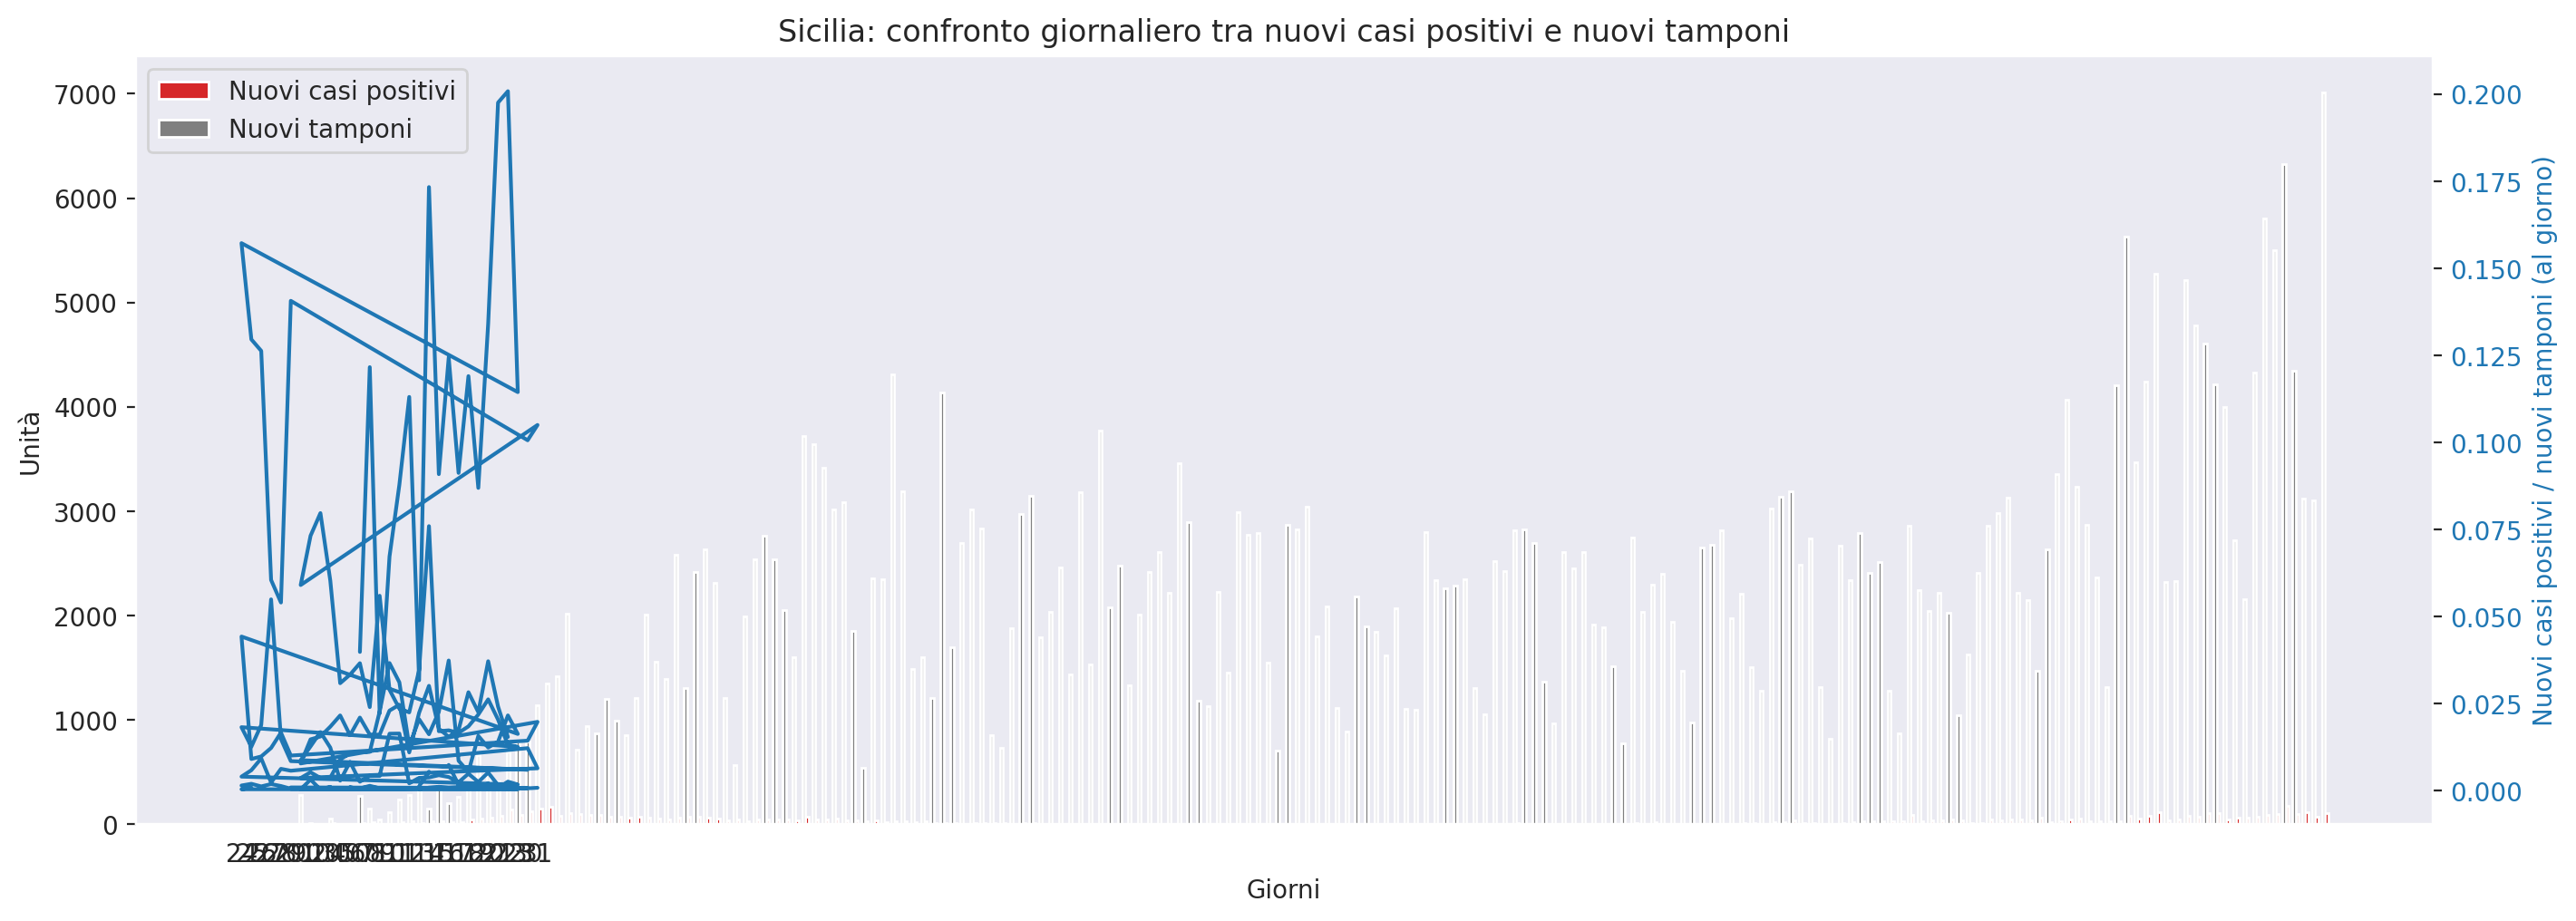 Sicilia: confronto giornaliero tra nuovi casi positivi e nuovi tamponi
Nuovi casi positivi
Nuovi tamponi
7000
6000
5000
4000
3000
2000
1000
0
Unità
0.200
0.175
0.150
0.125
0.100
0.075
0.050
0.025
0.000
Nuovi casi positivi / nuovi tamponi (al giorno)
Giorni